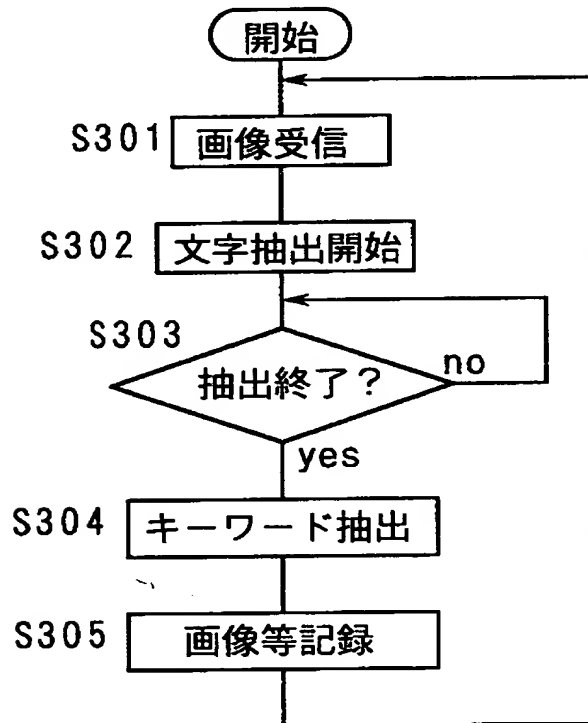 開始
S301 画像受信
S302 文字抽出開始
S303
抽出終了？ no
yes
S304 キーワード抽出
S305 画像等記録